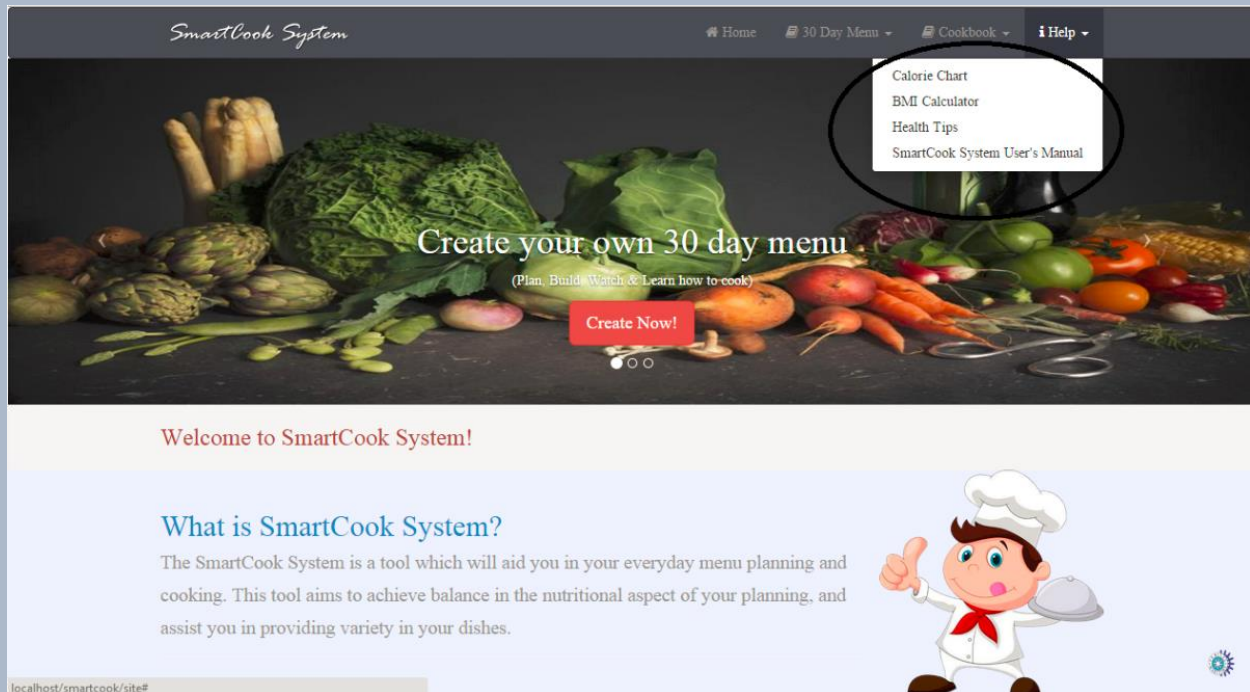 SmartCook System
Home 30 Day Menu Cookbook Help
Calorie Chart
BMI Calculator
Health Tips
SmartCook System User's Manual
Create your own 30 day menu
(Plan, Build, Watch & Learn how to cook)
Create Now!
Welcome to SmartCook System!
What is SmartCook System?
The SmartCook System is a tool which will aid you in your everyday menu planning and
cooking. This tool aims to achieve balance in the nutritional aspect of your planning, and
assist you in providing variety in your dishes.
localhost/smartcook/site#